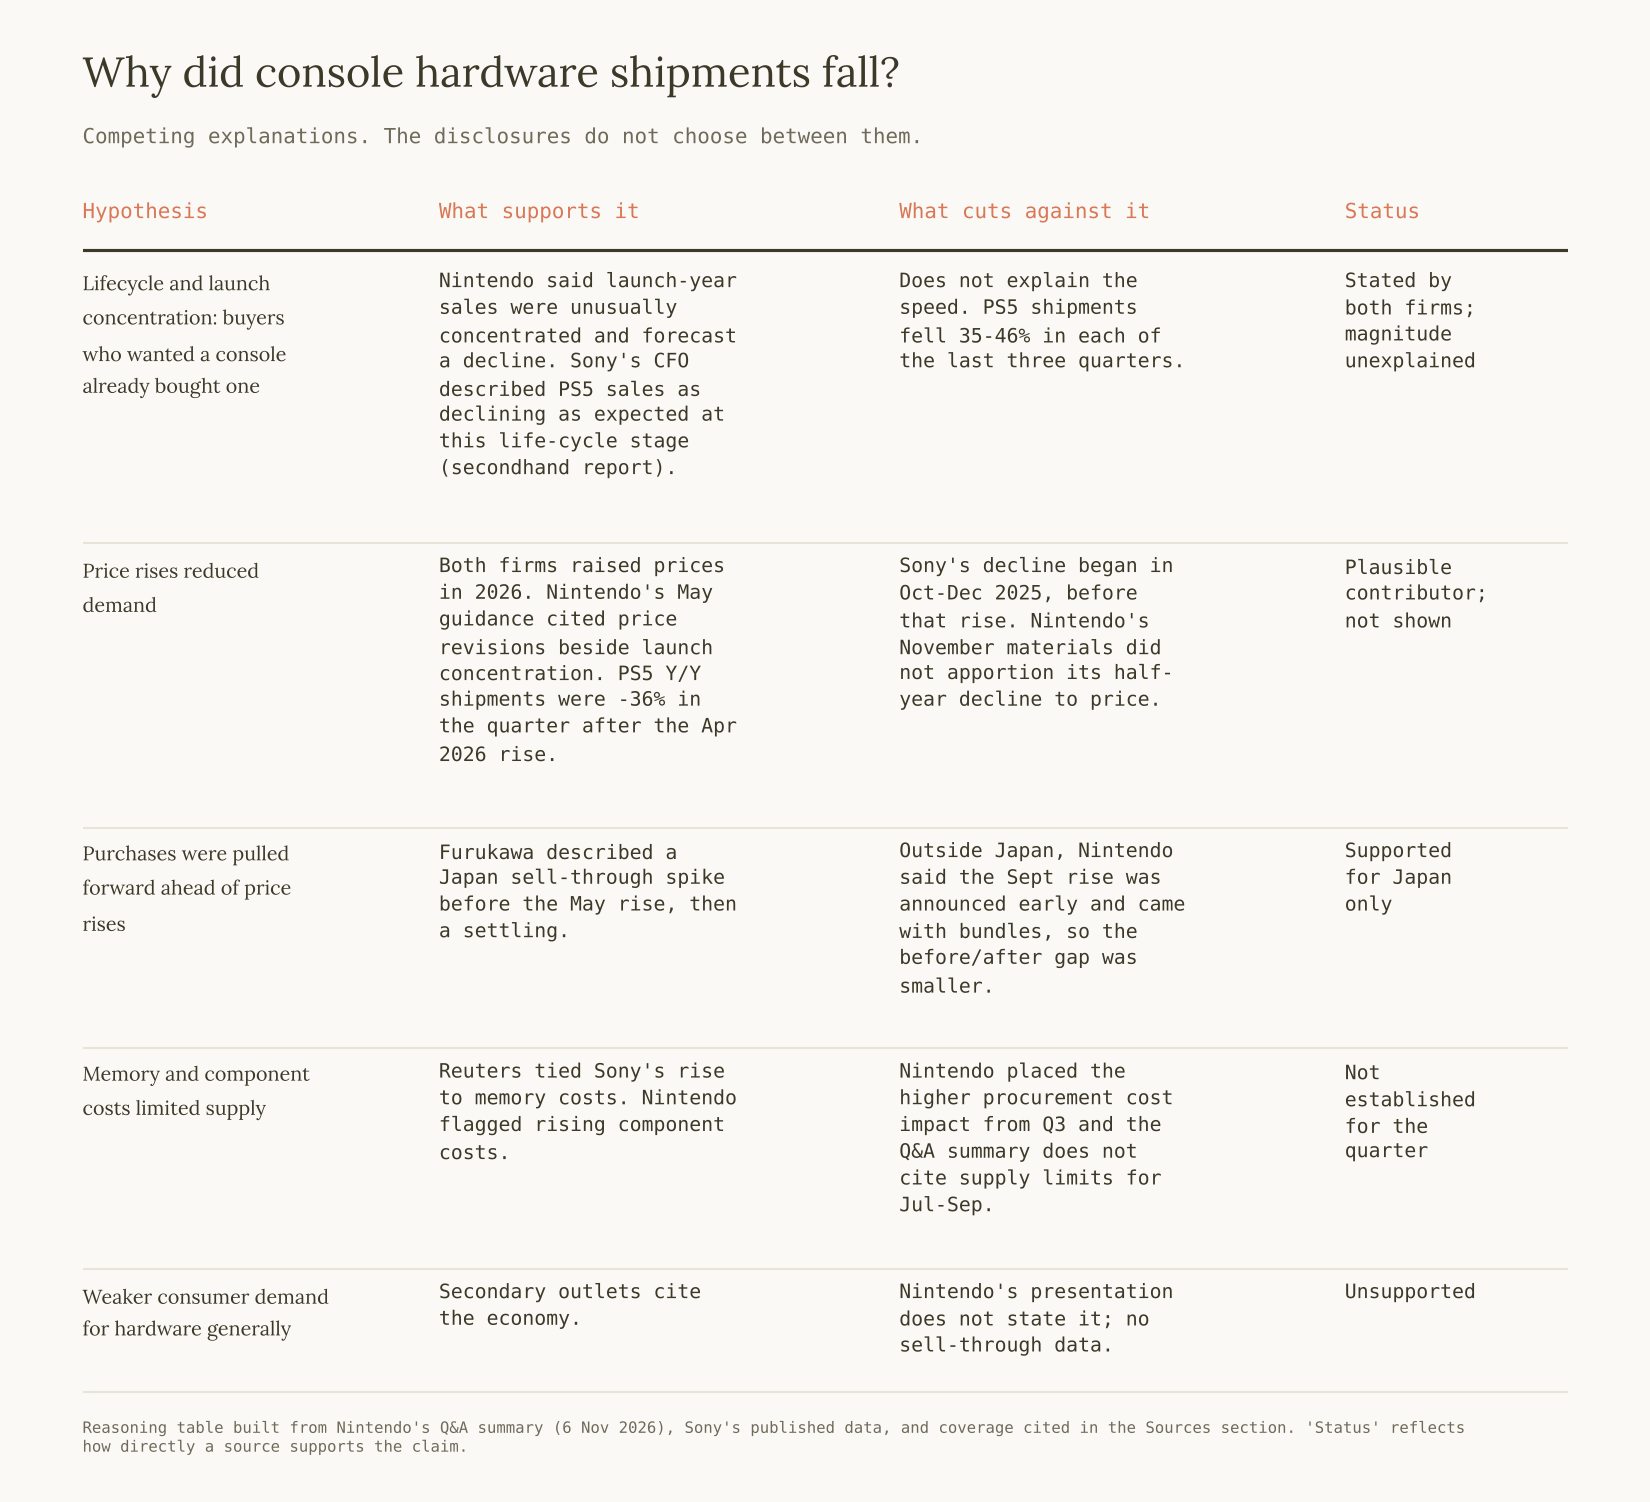 Why did console hardware shipments fall?
Competing explanations. The disclosures do not choose between them.
Hypothesis
What supports it
What cuts against it
Status
Lifecycle and launch
concentration: buyers
who wanted a console
already bought one
Nintendo said launch-year
sales were unusually
concentrated and forecast
a decline. Sony's CFO
described PS5 sales as
declining as expected at
this life-cycle stage
(secondhand report).
Does not explain the
speed. PS5 shipments
fell 35-46% in each of
the last three quarters.
Stated by
both firms;
magnitude
unexplained
Price rises reduced
demand
Both firms raised prices
in 2026. Nintendo's May
guidance cited price
revisions beside launch
concentration. PS5 Y/Y
shipments were -36% in
the quarter after the Apr
2026 rise.
Sony's decline began in
Oct-Dec 2025, before
that rise. Nintendo's
November materials did
not apportion its half-
year decline to price.
Plausible
contributor;
not shown
Purchases were pulled
forward ahead of price
rises
Furukawa described a
Japan sell-through spike
before the May rise, then
a settling.
Outside Japan, Nintendo
said the Sept rise was
announced early and came
with bundles, so the
before/after gap was
smaller.
Supported
for Japan
only
Memory and component
costs limited supply
Reuters tied Sony's rise
to memory costs. Nintendo
flagged rising component
costs.
Nintendo placed the
higher procurement cost
impact from Q3 and the
Q&A summary does not
cite supply limits for
Jul-Sep.
Not
established
for the
quarter
Weaker consumer demand
for hardware generally
Secondary outlets cite
the economy.
Nintendo's presentation
does not state it; no
sell-through data.
Unsupported
Reasoning table built from Nintendo's Q&A summary (6 Nov 2026), Sony's published data, and coverage cited in the Sources section. 'Status' reflects
how directly a source supports the claim.